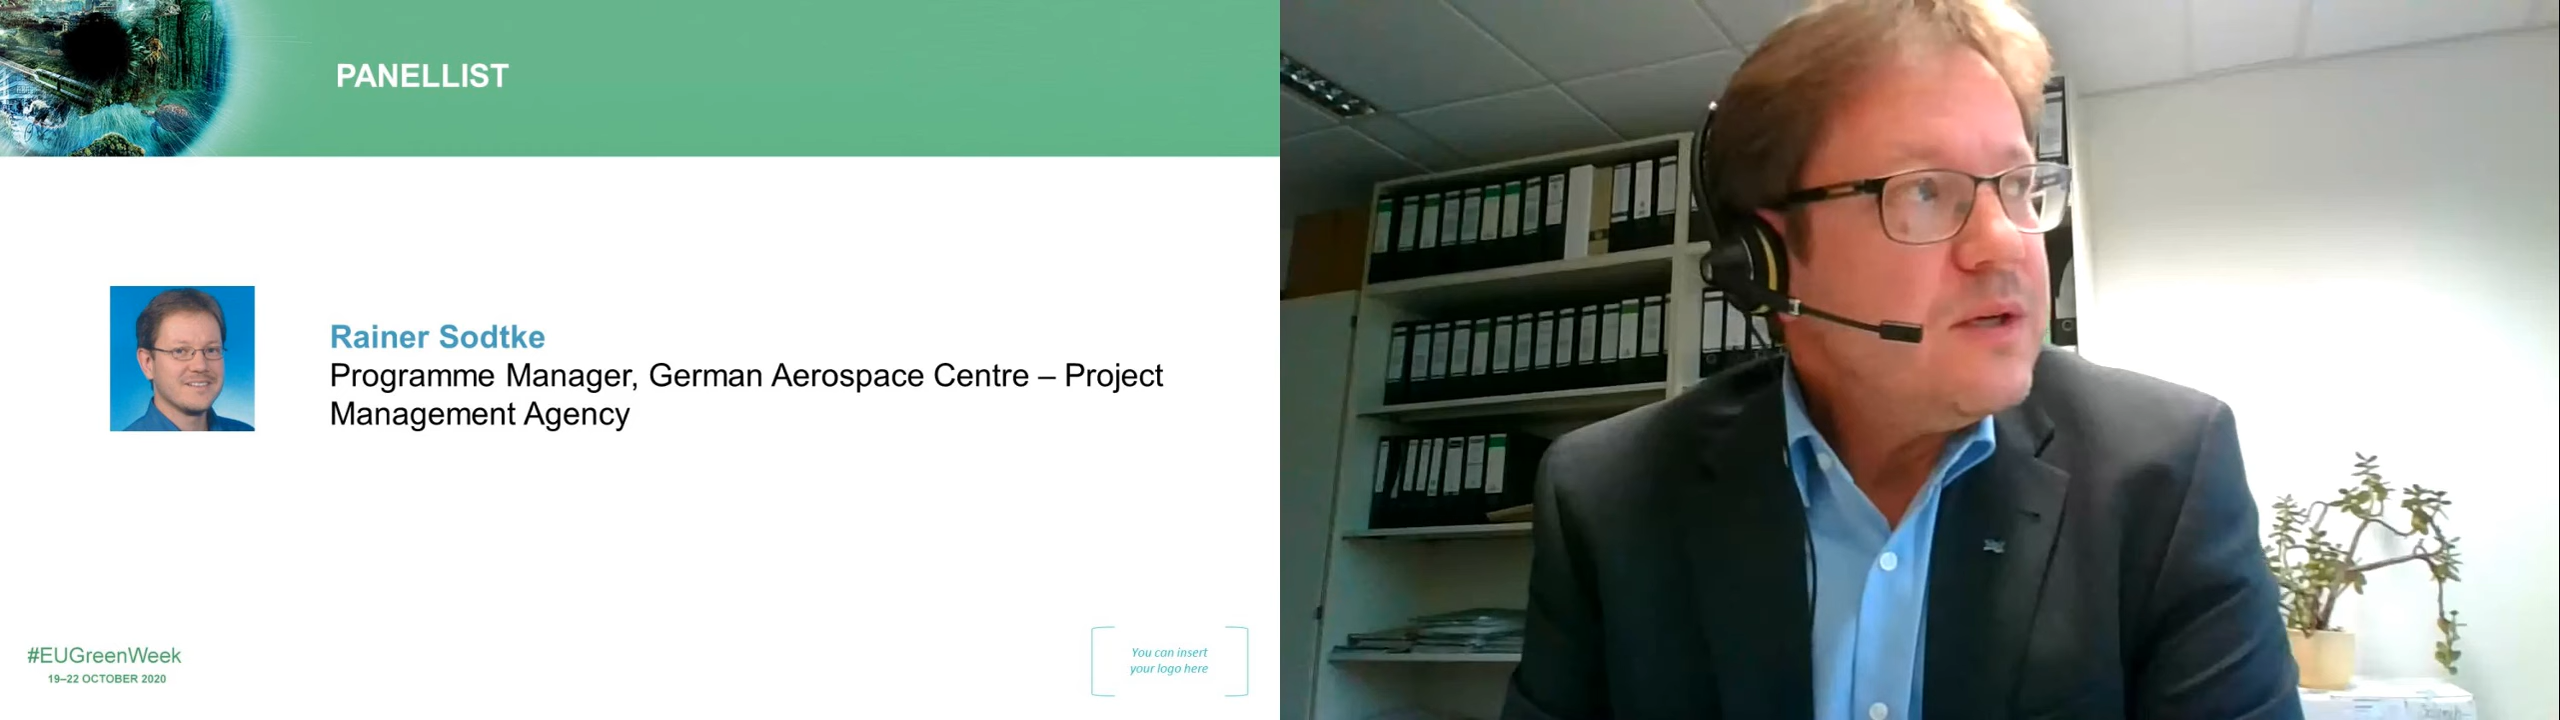 PANELLIST
Rainer Sodtke
Programme Manager, German Aerospace Centre – Project
Management Agency
#EUGreenWeek
19–22 OCTOBER 2020
You can insert
your logo here